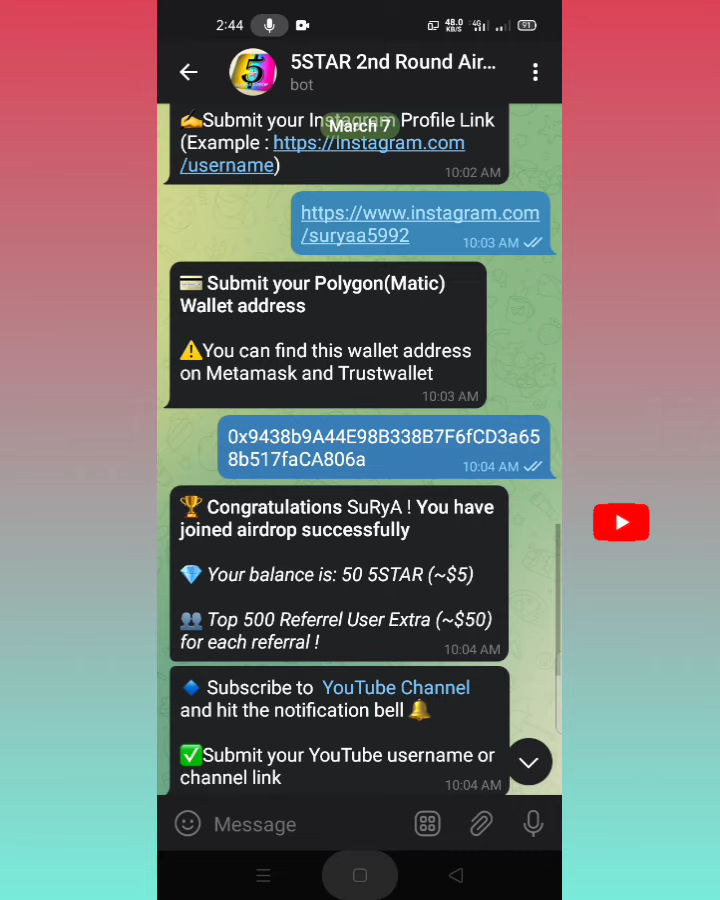 2:44 48.0 KB/S 4G 91
5STAR 2nd Round Air...
bot
✍️Submit your Instagram Profile Link
March 7
(Example : https://Instagram.com
/username)
10:02 AM
https://www.instagram.com
/suryaa5992
10:03 AM
💳 Submit your Polygon(Matic)
Wallet address
⚠️You can find this wallet address
on Metamask and Trustwallet
10:03 AM
0x9438b9A44E98B338B7F6fCD3a65
8b517faCA806a
10:04 AM
🏆 Congratulations SuRyA ! You have
joined airdrop successfully
💎 Your balance is: 50 5STAR (~$5)
👥 Top 500 Referrel User Extra (~$50)
for each referral !
10:04 AM
🔹 Subscribe to YouTube Channel
and hit the notification bell🔔
✅Submit your YouTube username or
channel link
10:04 AM
Message